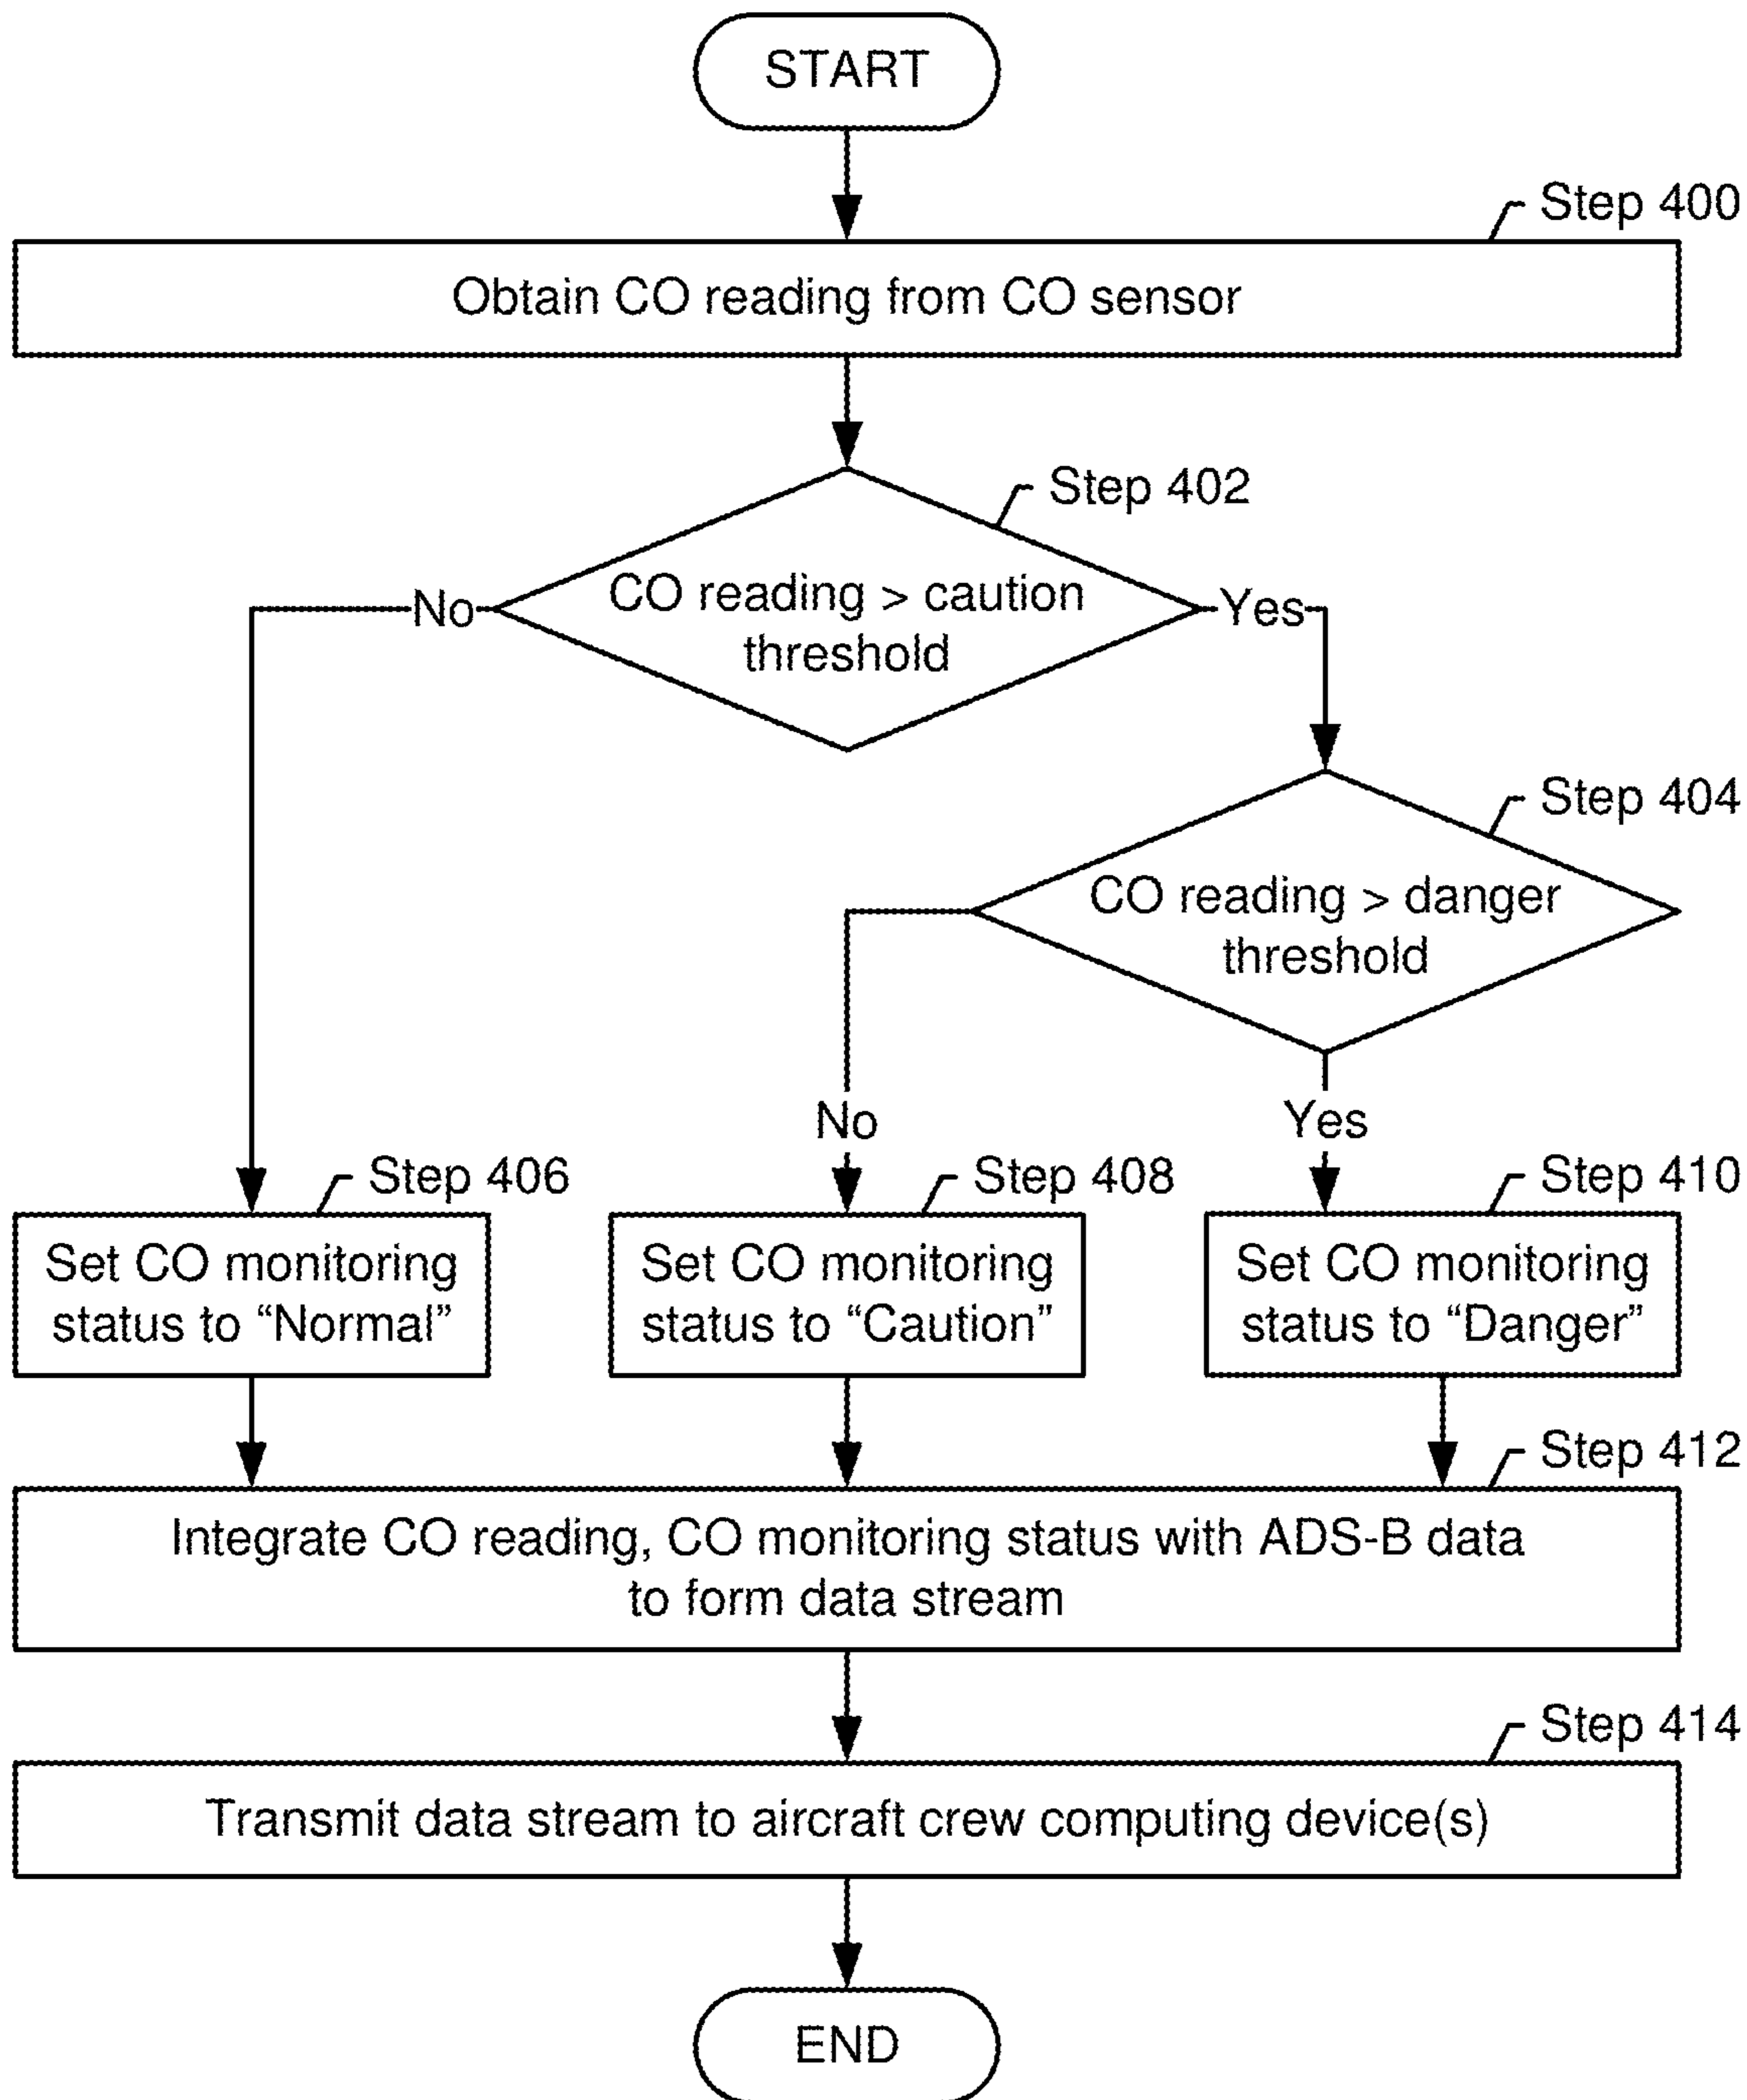 START
Step 400
Obtain CO reading from CO sensor
Step 402
CO reading > caution
threshold
No
Yes
Step 404
CO reading > danger
threshold
No
Yes
Step 406
Set CO monitoring
status to “Normal”
Step 408
Set CO monitoring
status to “Caution”
Step 410
Set CO monitoring
status to “Danger”
Step 412
Integrate CO reading, CO monitoring status with ADS-B data
to form data stream
Step 414
Transmit data stream to aircraft crew computing device(s)
END